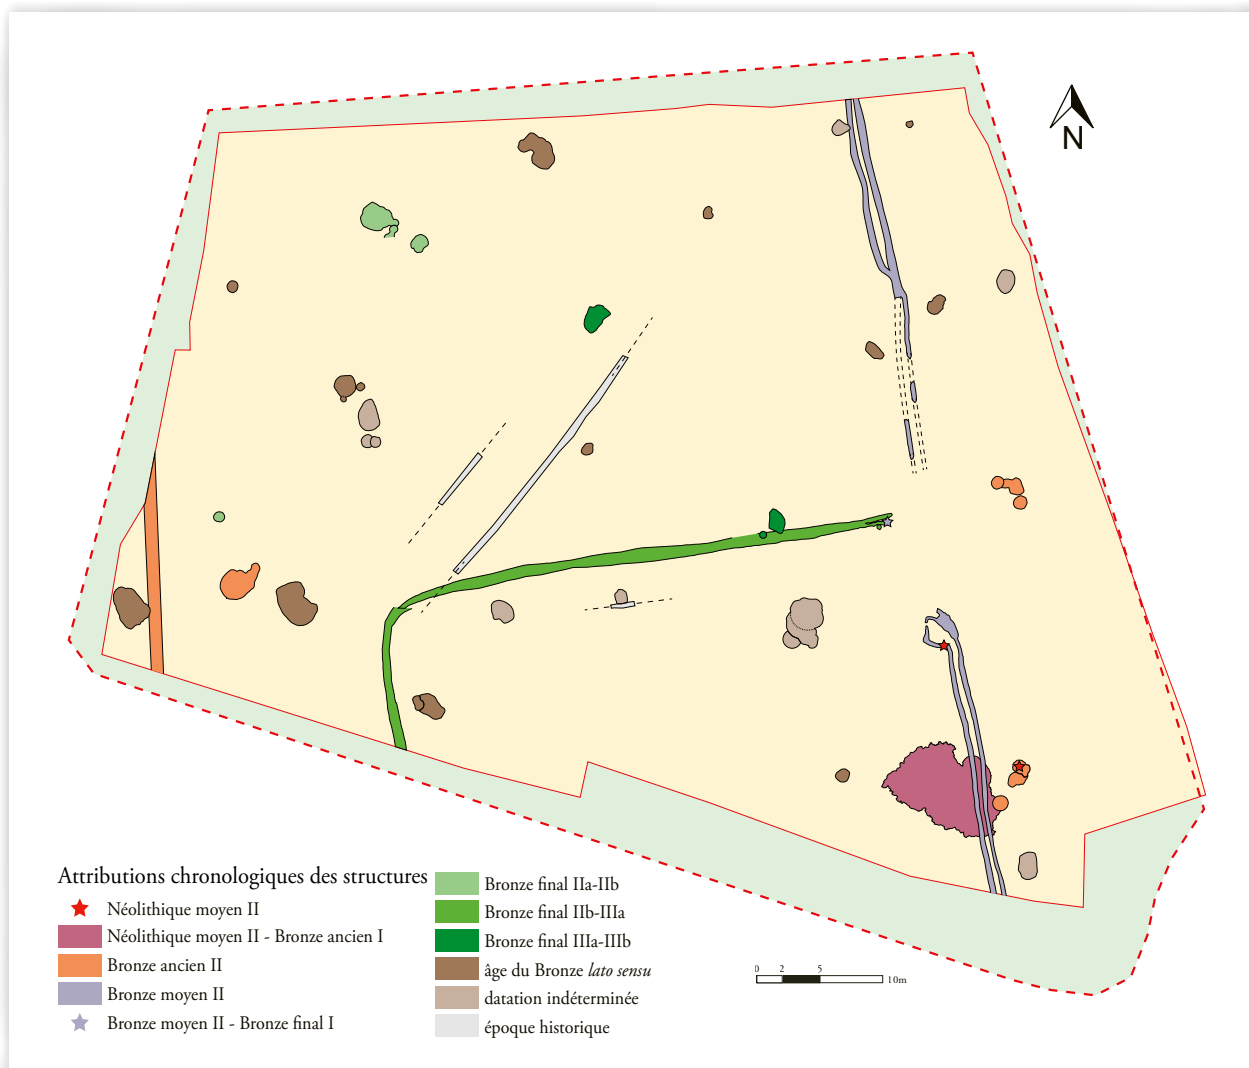 N
Attributions chronologiques des structures
Néolithique moyen II
Néolithique moyen II - Bronze ancien I
Bronze ancien II
Bronze moyen II
Bronze moyen II - Bronze final I
Bronze final IIa-IIb
Bronze final IIb-IIIa
Bronze final IIIa-IIIb
âge du Bronze lato sensu
datation indéterminée
époque historique
0 2 5 10m